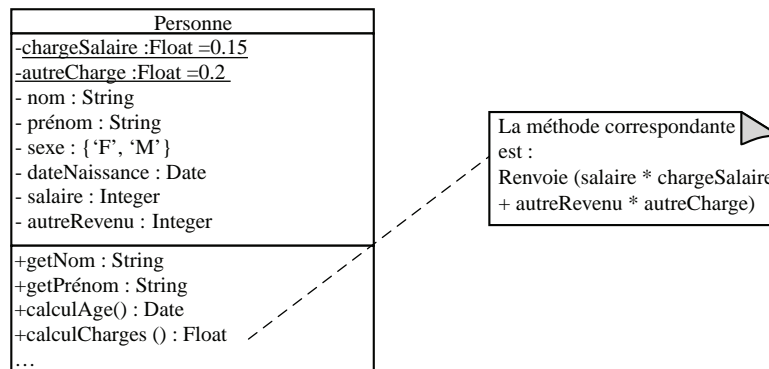 Personne
-chargeSalaire :Float =0.15
-autreCharge :Float =0.2
- nom : String
- prénom : String
- sexe : {‘F’, ‘M’}
- dateNaissance : Date
- salaire : Integer
- autreRevenu : Integer
+getNom : String
+getPrénom : String
+calculAge() : Date
+calculCharges () : Float
…
La méthode correspondante
est :
Renvoie (salaire * chargeSalaire
+ autreRevenu * autreCharge)